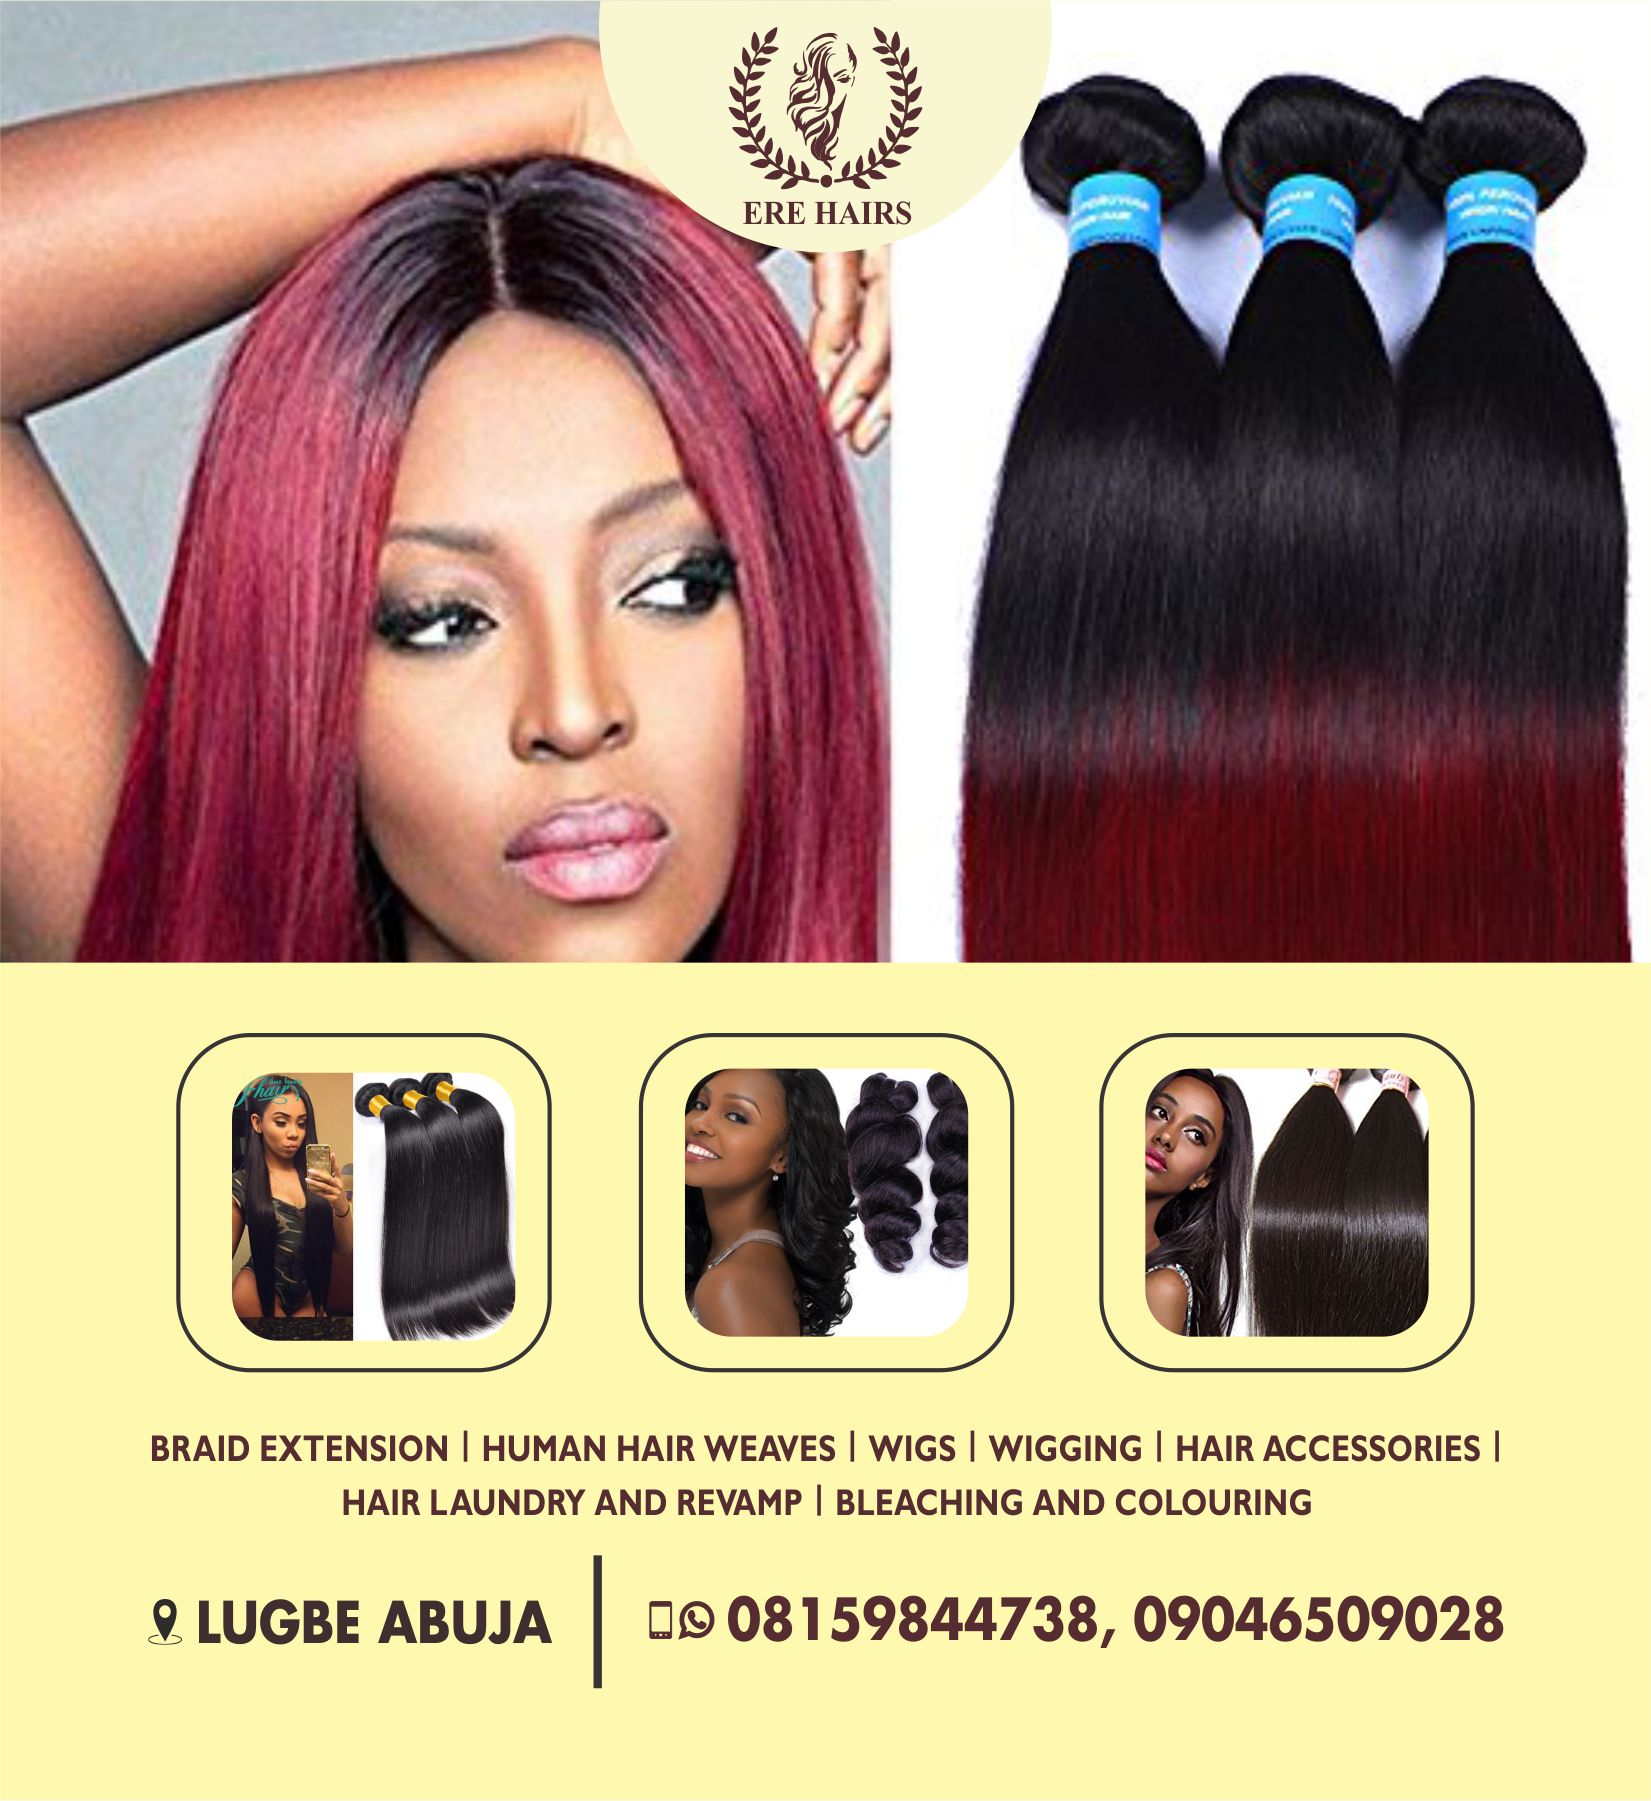 ERE HAIRS
hair
BRAID EXTENSION | HUMAN HAIR WEAVES | WIGS | WIGGING | HAIR ACCESSORIES |
HAIR LAUNDRY AND REVAMP | BLEACHING AND COLOURING
LUGBE ABUJA
08159844738, 09046509028